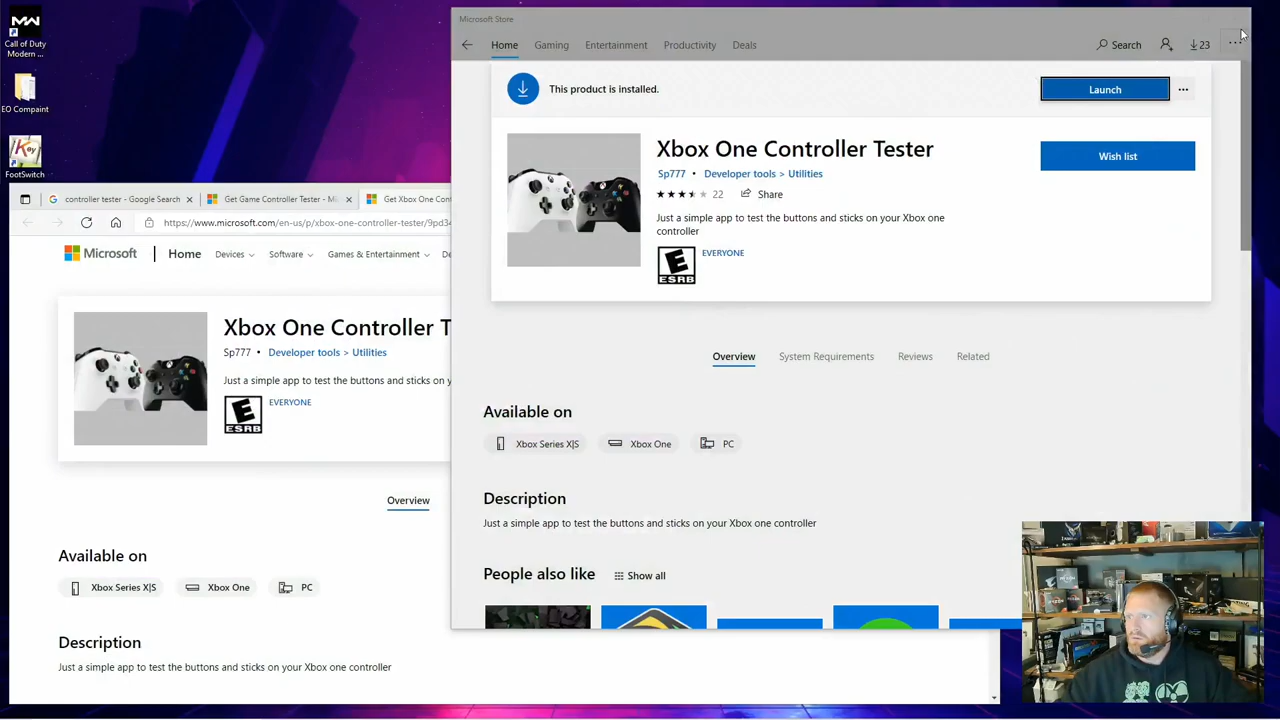 MW
Call of Duty
Modern ...
EO Compaint
Key
FootSwitch
Microsoft Store
Home
Gaming
Entertainment
Productivity
Deals
Search
23
This product is installed.
Launch
Xbox One Controller Tester
Sp777 • Developer tools > Utilities
22
Share
Just a simple app to test the buttons and sticks on your Xbox one
controller
E
ESRB
EVERYONE
Wish list
Overview
System Requirements
Reviews
Related
Available on
Xbox Series X|S
Xbox One
PC
Description
Just a simple app to test the buttons and sticks on your Xbox one controller
People also like
Show all
controller tester - Google Search
Get Game Controller Tester - Mi
Get Xbox One Con
https://www.microsoft.com/en-us/p/xbox-one-controller-tester/9pd34
Microsoft
Home
Devices
Software
Games & Entertainment
De
Xbox One Controller T
Sp777 • Developer tools > Utilities
Just a simple app to test the buttons and sticks on y
E
ESRB
EVERYONE
Overview
Available on
Xbox Series X|S
Xbox One
PC
Description
Just a simple app to test the buttons and sticks on your Xbox one controller